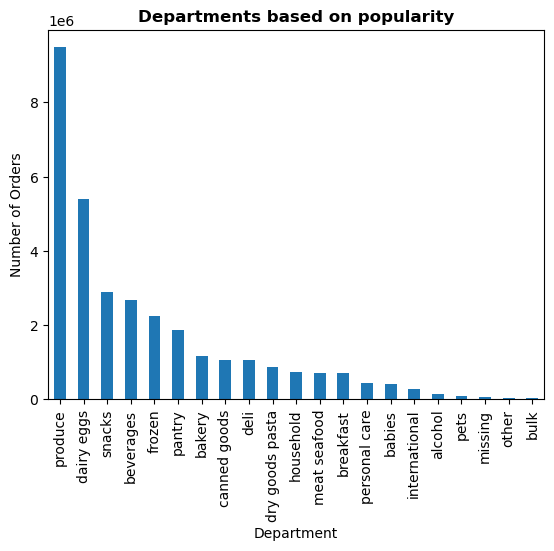 Departments based on popularity
1e6
8
6
4
2
0
Number of Orders
produce
dairy eggs
snacks
beverages
frozen
pantry
bakery
canned goods
deli
dry goods pasta
household
meat seafood
breakfast
personal care
babies
international
alcohol
pets
missing
other
bulk
Department